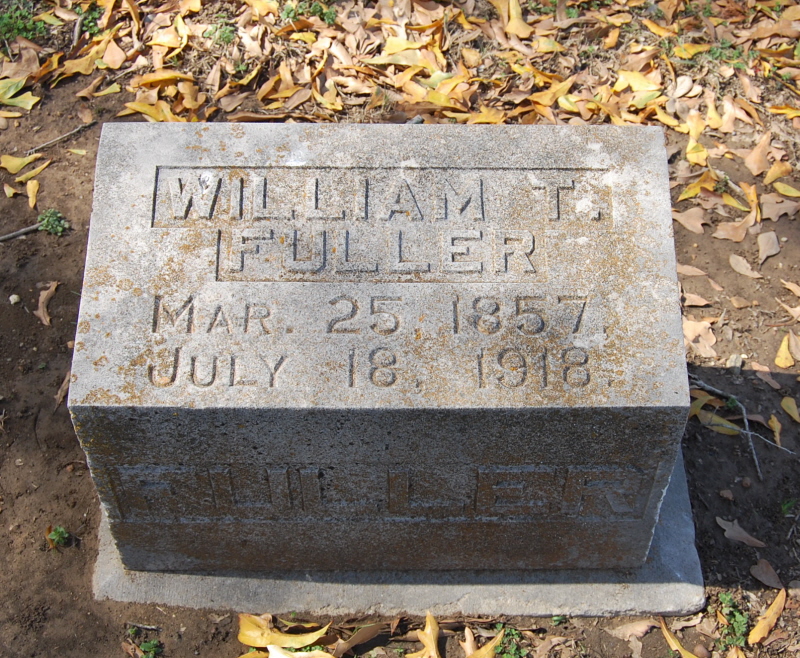 WILLIAM T.
FULLER
MAR. 25, 1857.
JULY 18, 1918.
FULLER